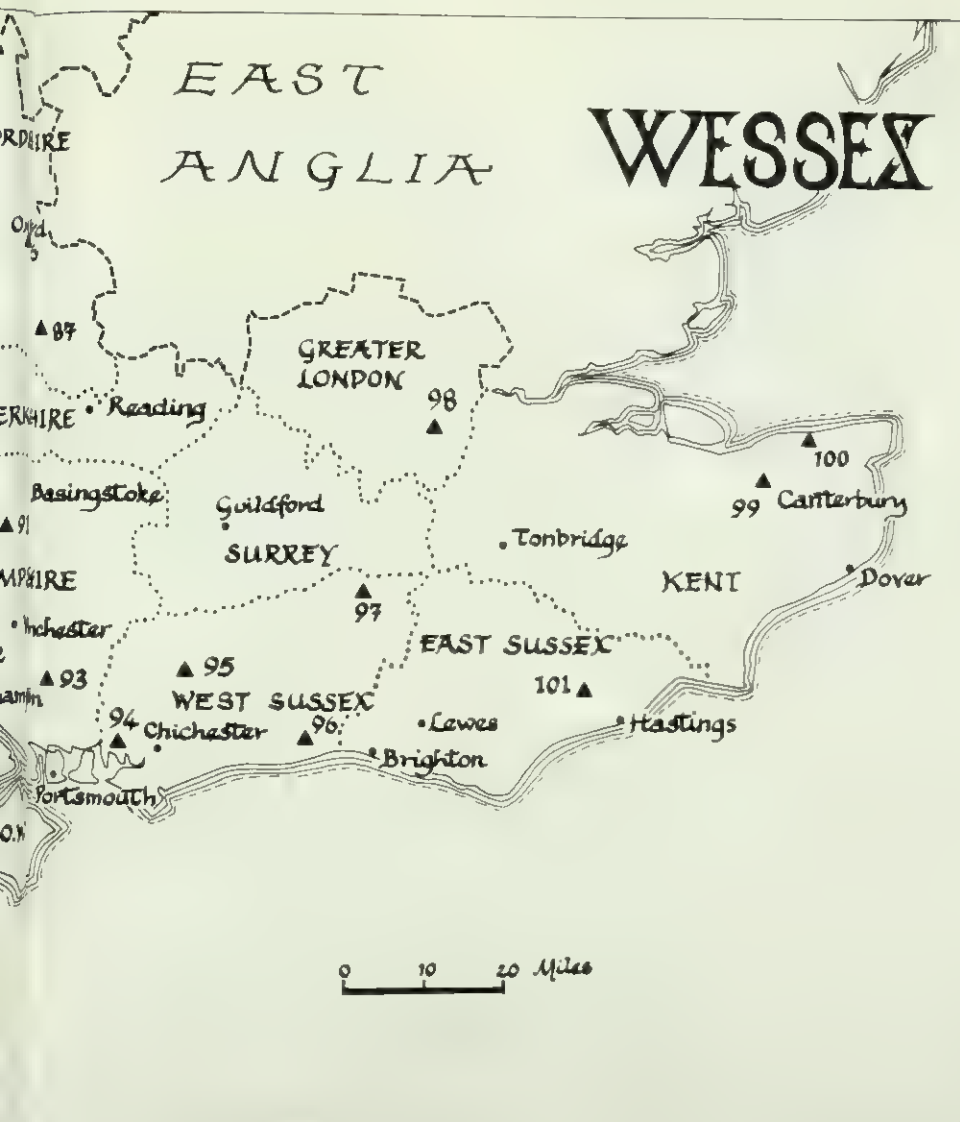 EAST
ANGLIA
WESSEX
87
GREATER
LONDON
98
Reading
100
Basingstoke
99 Canterbury
91
Guildford
Tonbridge
SURREY
KENT
Dover
97
EAST SUSSEX
95
93
101
WEST SUSSEX
94
96
Chichester
Lewes
Hastings
Brighton
Portsmouth
0 10 20 Miles